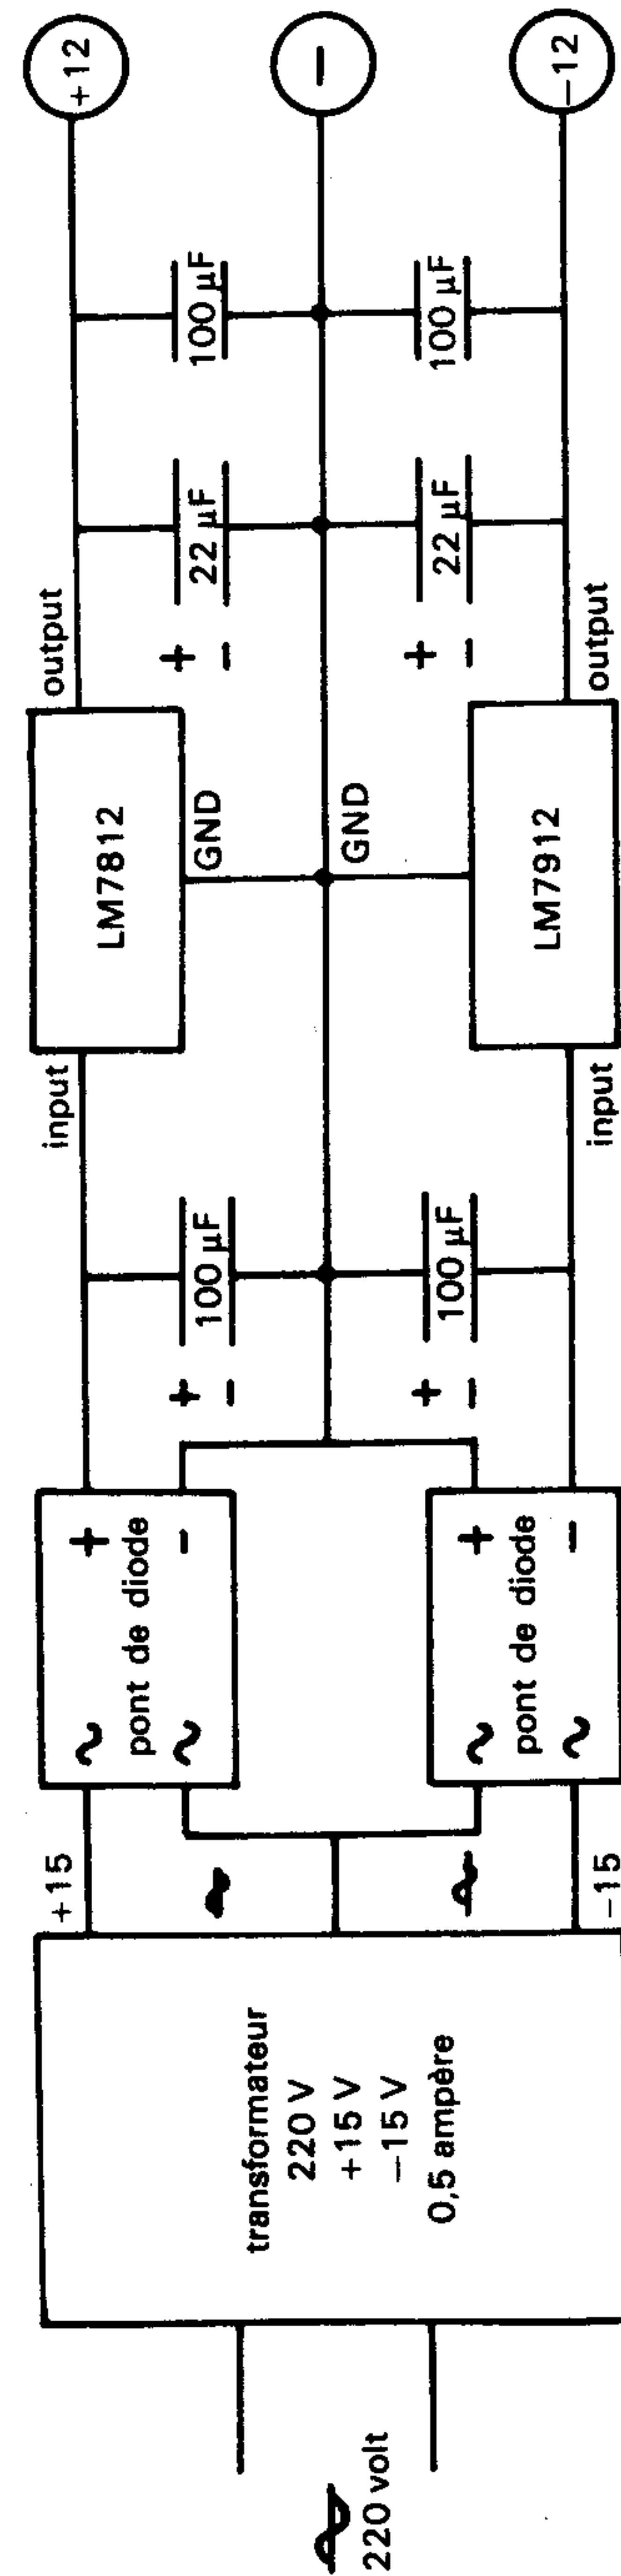 220 volt
transformateur
220 V
+15 V
−15 V
0,5 ampère
+15
−15
∼
pont de diode
∼
+
−
∼
pont de diode
∼
+
−
+
−
100 µF
+
−
100 µF
input
LM7812
output
GND
GND
input
LM7912
output
+
−
22 µF
+
−
22 µF
100 µF
100 µF
+12
−
−12